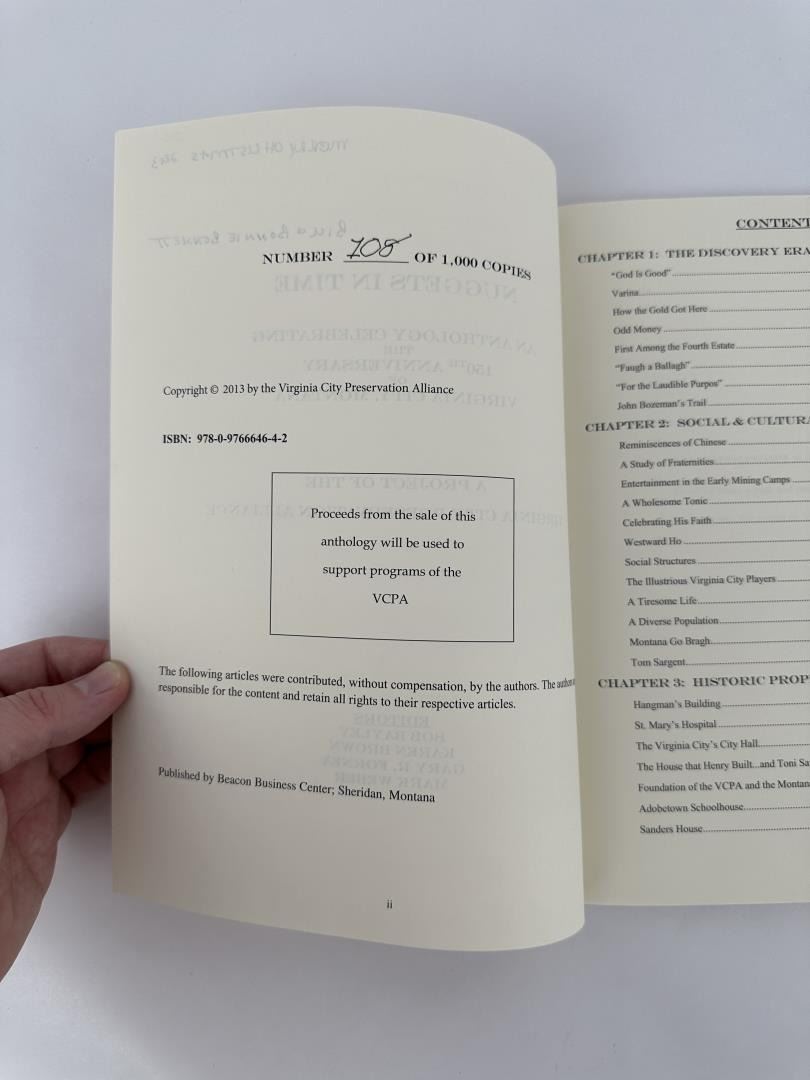 NUMBER 708 OF 1,000 COPIES
Copyright © 2013 by the Virginia City Preservation Alliance
ISBN: 978-0-9766646-4-2
Proceeds from the sale of this
anthology will be used to
support programs of the
VCPA
The following articles were contributed, without compensation, by the authors. The authors
responsible for the content and retain all rights to their respective articles.
Published by Beacon Business Center; Sheridan, Montana
ii
CONTENT
CHAPTER 1: THE DISCOVERY ERA
"God Is Good"
Varina
How the Gold Got Here
Odd Money
First Among the Fourth Estate
"Faugh a Ballagh"
"For the Laudible Purpos"
John Bozeman's Trail
CHAPTER 2: SOCIAL & CULTURA
Reminiscences of Chinese
A Study of Fraternities
Entertainment in the Early Mining Camps
A Wholesome Tonic
Celebrating His Faith
Westward Ho
Social Structures
The Illustrious Virginia City Players
A Tiresome Life
A Diverse Population
Montana Go Bragh
Tom Sargent
CHAPTER 3: HISTORIC PROP
Hangman's Building
St. Mary's Hospital
The Virginia City's City Hall
The House that Henry Built...and Toni Sa
Foundation of the VCPA and the Montan
Adobetown Schoolhouse
Sanders House